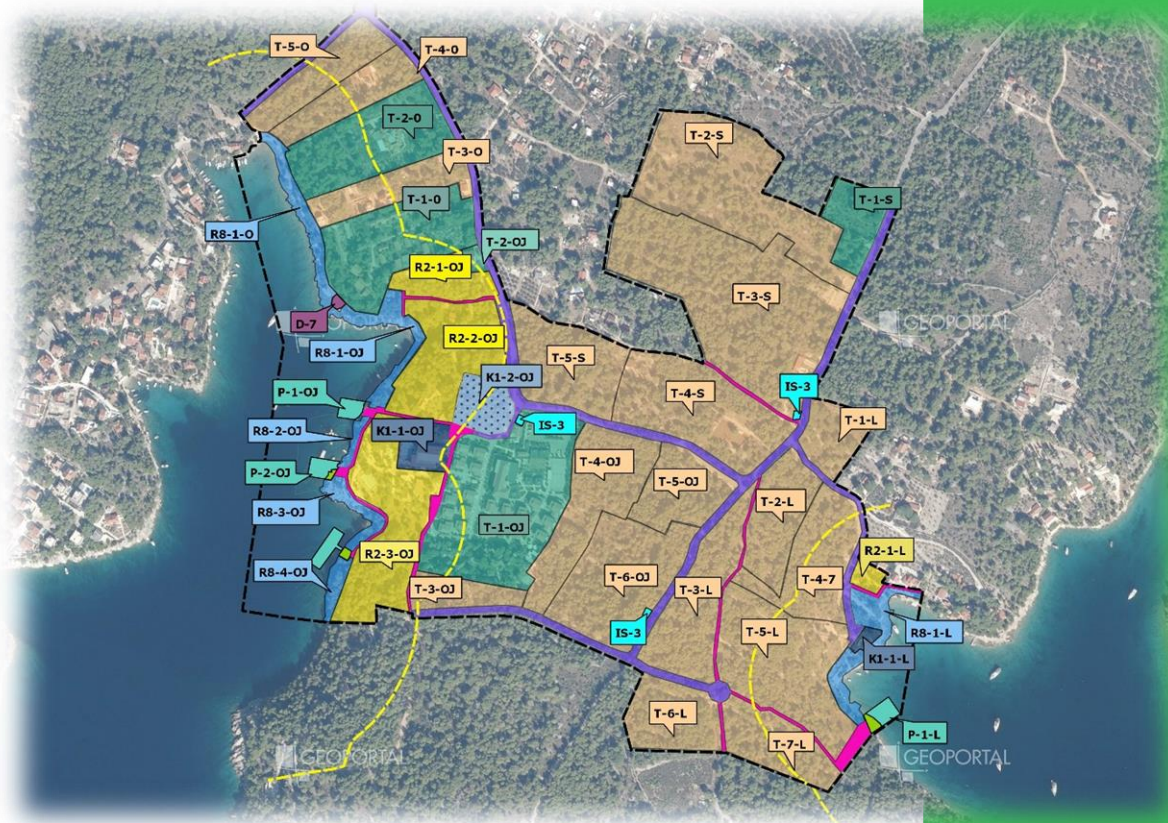 T-5-O
T-4-0
T-2-0
T-2-S
T-3-O
T-1-0
T-1-S
R8-1-O
T-2-OJ
R2-1-OJ
T-3-S
GEOPORTAL
D-7
R2-2-OJ
R8-1-OJ
T-5-S
K1-2-OJ
T-4-S
IS-3
P-1-OJ
T-1-L
IS-3
R8-2-OJ
K1-1-OJ
T-4-OJ
P-2-OJ
T-5-OJ
T-2-L
R8-3-OJ
T-1-OJ
R2-3-OJ
R2-1-L
R8-4-OJ
T-6-OJ
T-4-7
T-3-OJ
T-3-L
IS-3
T-5-L
R8-1-L
K1-1-L
T-6-L
P-1-L
T-7-L
GEOPORTAL
GEOPORTAL